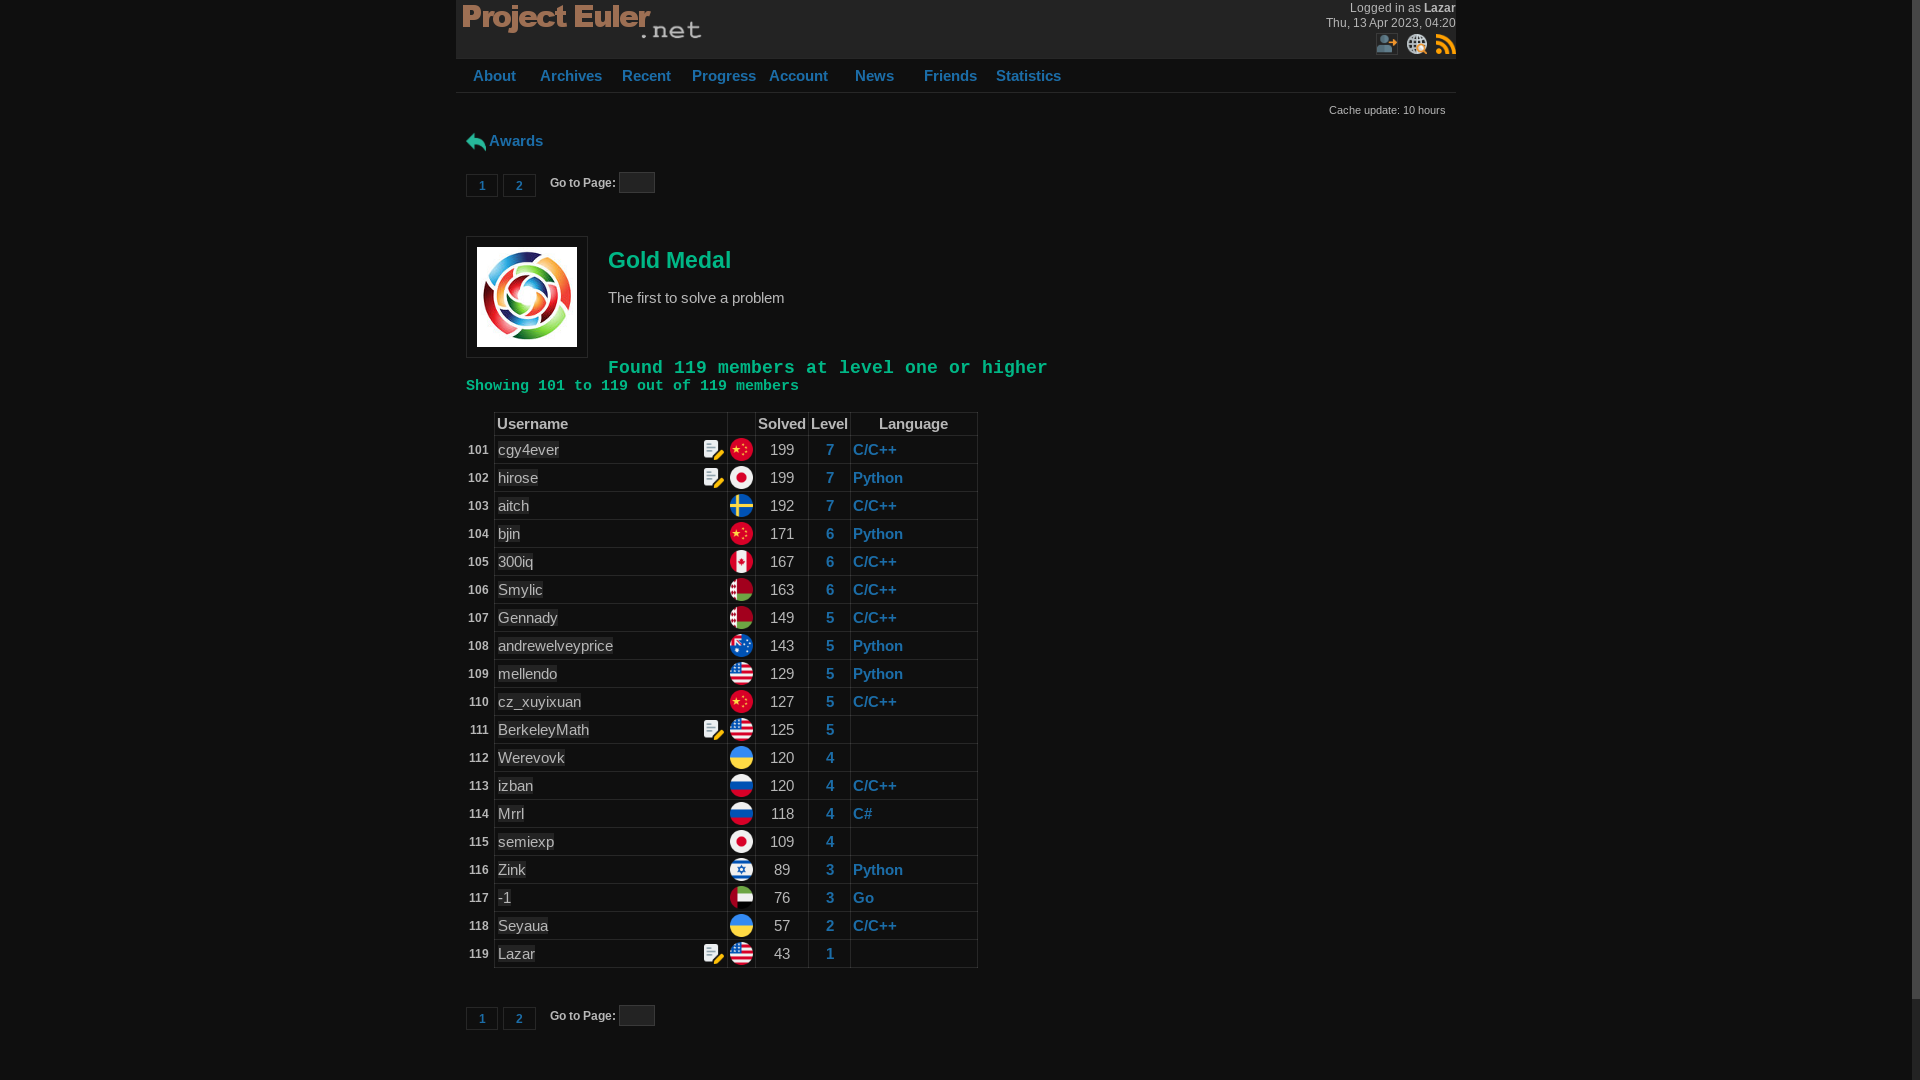 Project Euler
.net
Logged in as Lazar
Thu, 13 Apr 2023, 04:20
About Archives Recent Progress Account News Friends Statistics
Cache update: 10 hours
Awards
1 2 Go to Page:
Gold Medal
The first to solve a problem
Found 119 members at level one or higher
Showing 101 to 119 out of 119 members
Username Solved Level Language
101 cgy4ever 199 7 C/C++
102 hirose 199 7 Python
103 aitch 192 7 C/C++
104 bjin 171 6 Python
105 300iq 167 6 C/C++
106 Smylic 163 6 C/C++
107 Gennady 149 5 C/C++
108 andrewelveyprice 143 5 Python
109 mellendo 129 5 Python
110 cz_xuyixuan 127 5 C/C++
111 BerkeleyMath 125 5
112 Werevovk 120 4
113 izban 120 4 C/C++
114 Mrrl 118 4 C#
115 semiexp 109 4
116 Zink 89 3 Python
117 -1 76 3 Go
118 Seyaua 57 2 C/C++
119 Lazar 43 1
1 2 Go to Page: